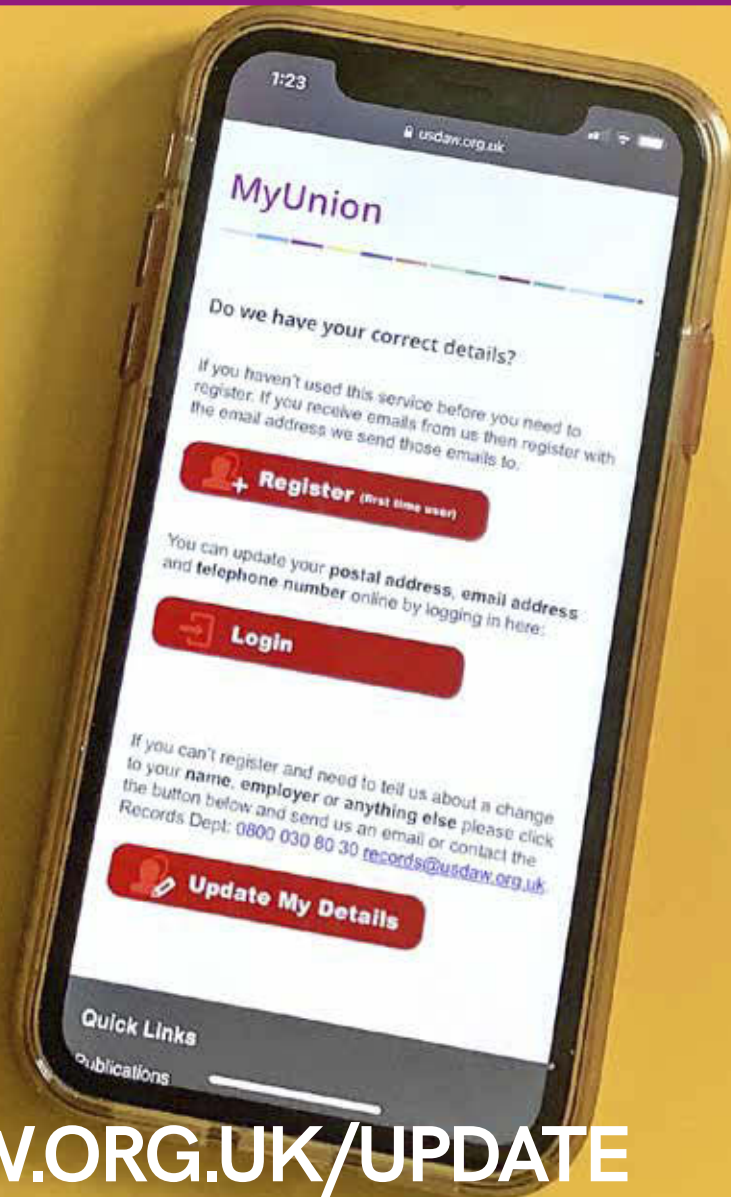 1:23
usdaw.org.uk
MyUnion
Do we have your correct details?
If you haven't used this service before you need to
register. If you receive emails from us then register with
the email address we send those emails to.
Register (first time user)
You can update your postal address, email address
and telephone number online by logging in here:
Login
If you can't register and need to tell us about a change
to your name, employer or anything else please click
the button below and send us an email or contact the
Records Dept: 0800 030 80 30 records@usdaw.org.uk
Update My Details
Quick Links
Publications
W.ORG.UK/UPDATE